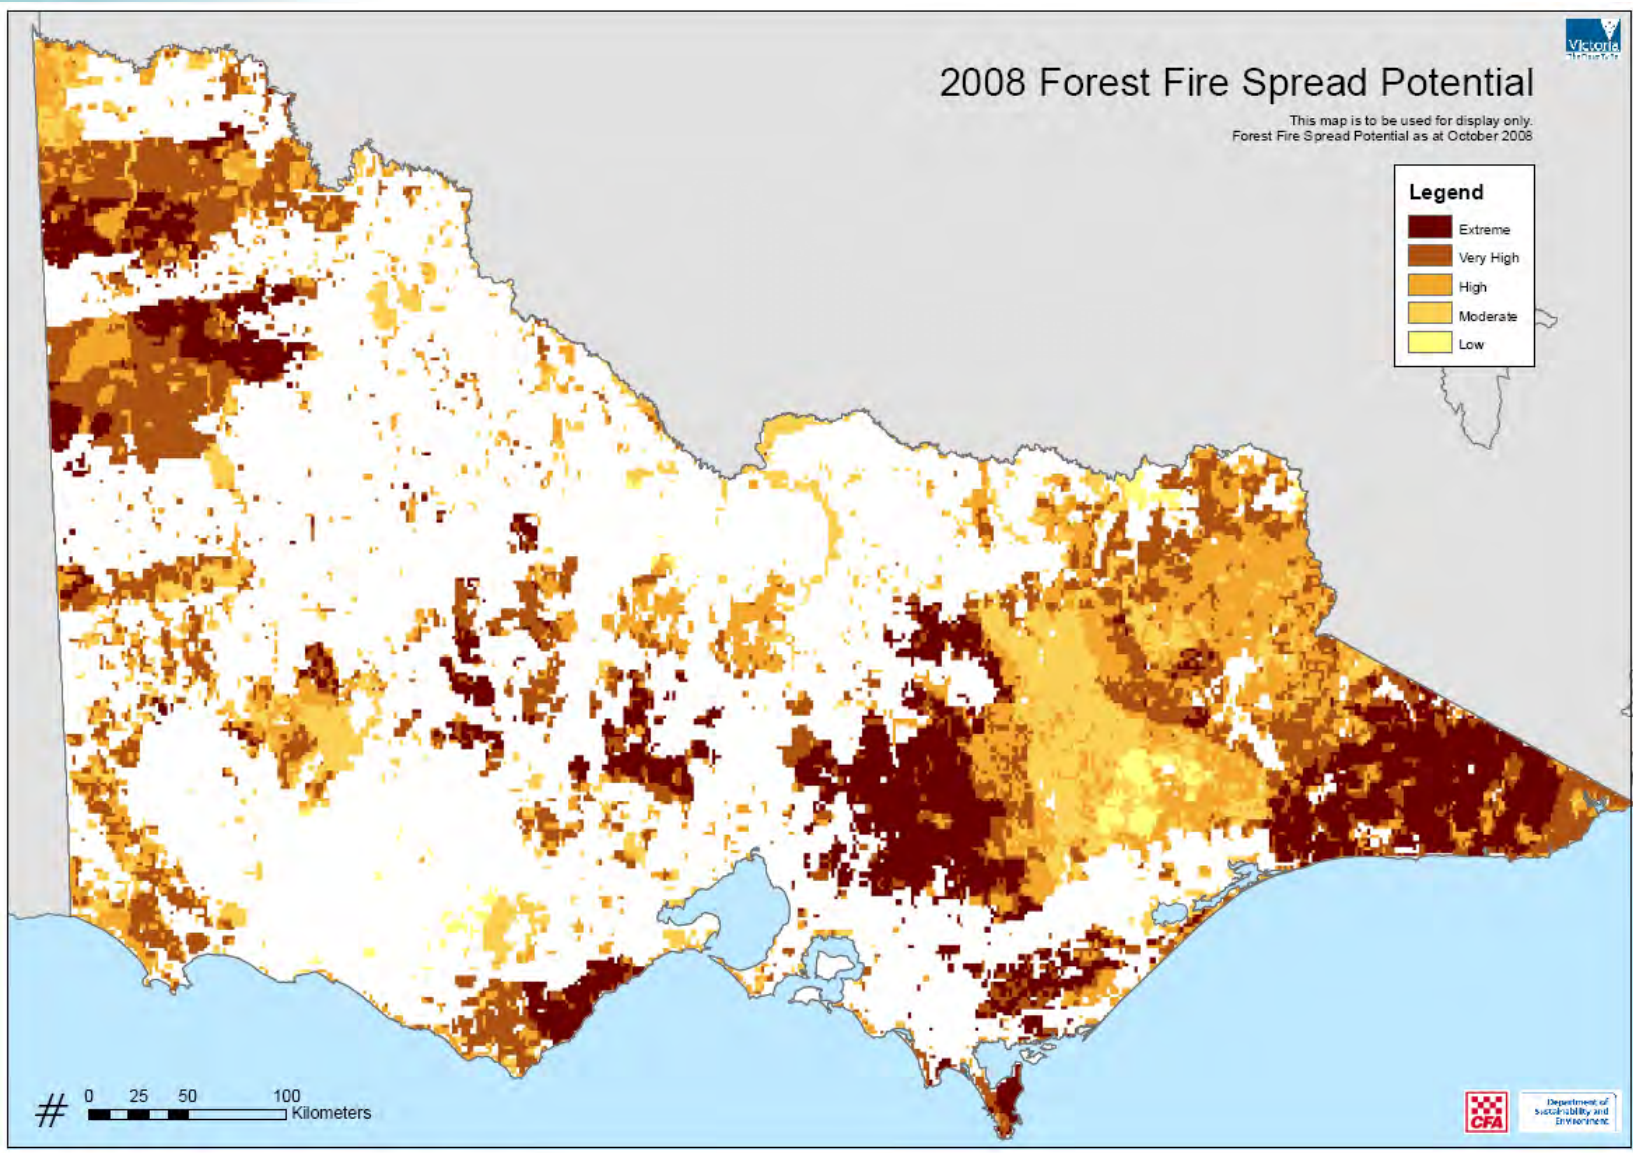 Victoria
2008 Forest Fire Spread Potential
This map is to be used for display only.
Forest Fire Spread Potential as at October 2008
Legend
Extreme
Very High
High
Moderate
Low
# 0 25 50 100
Kilometers
CFA
Department of
Sustainability and
Environment